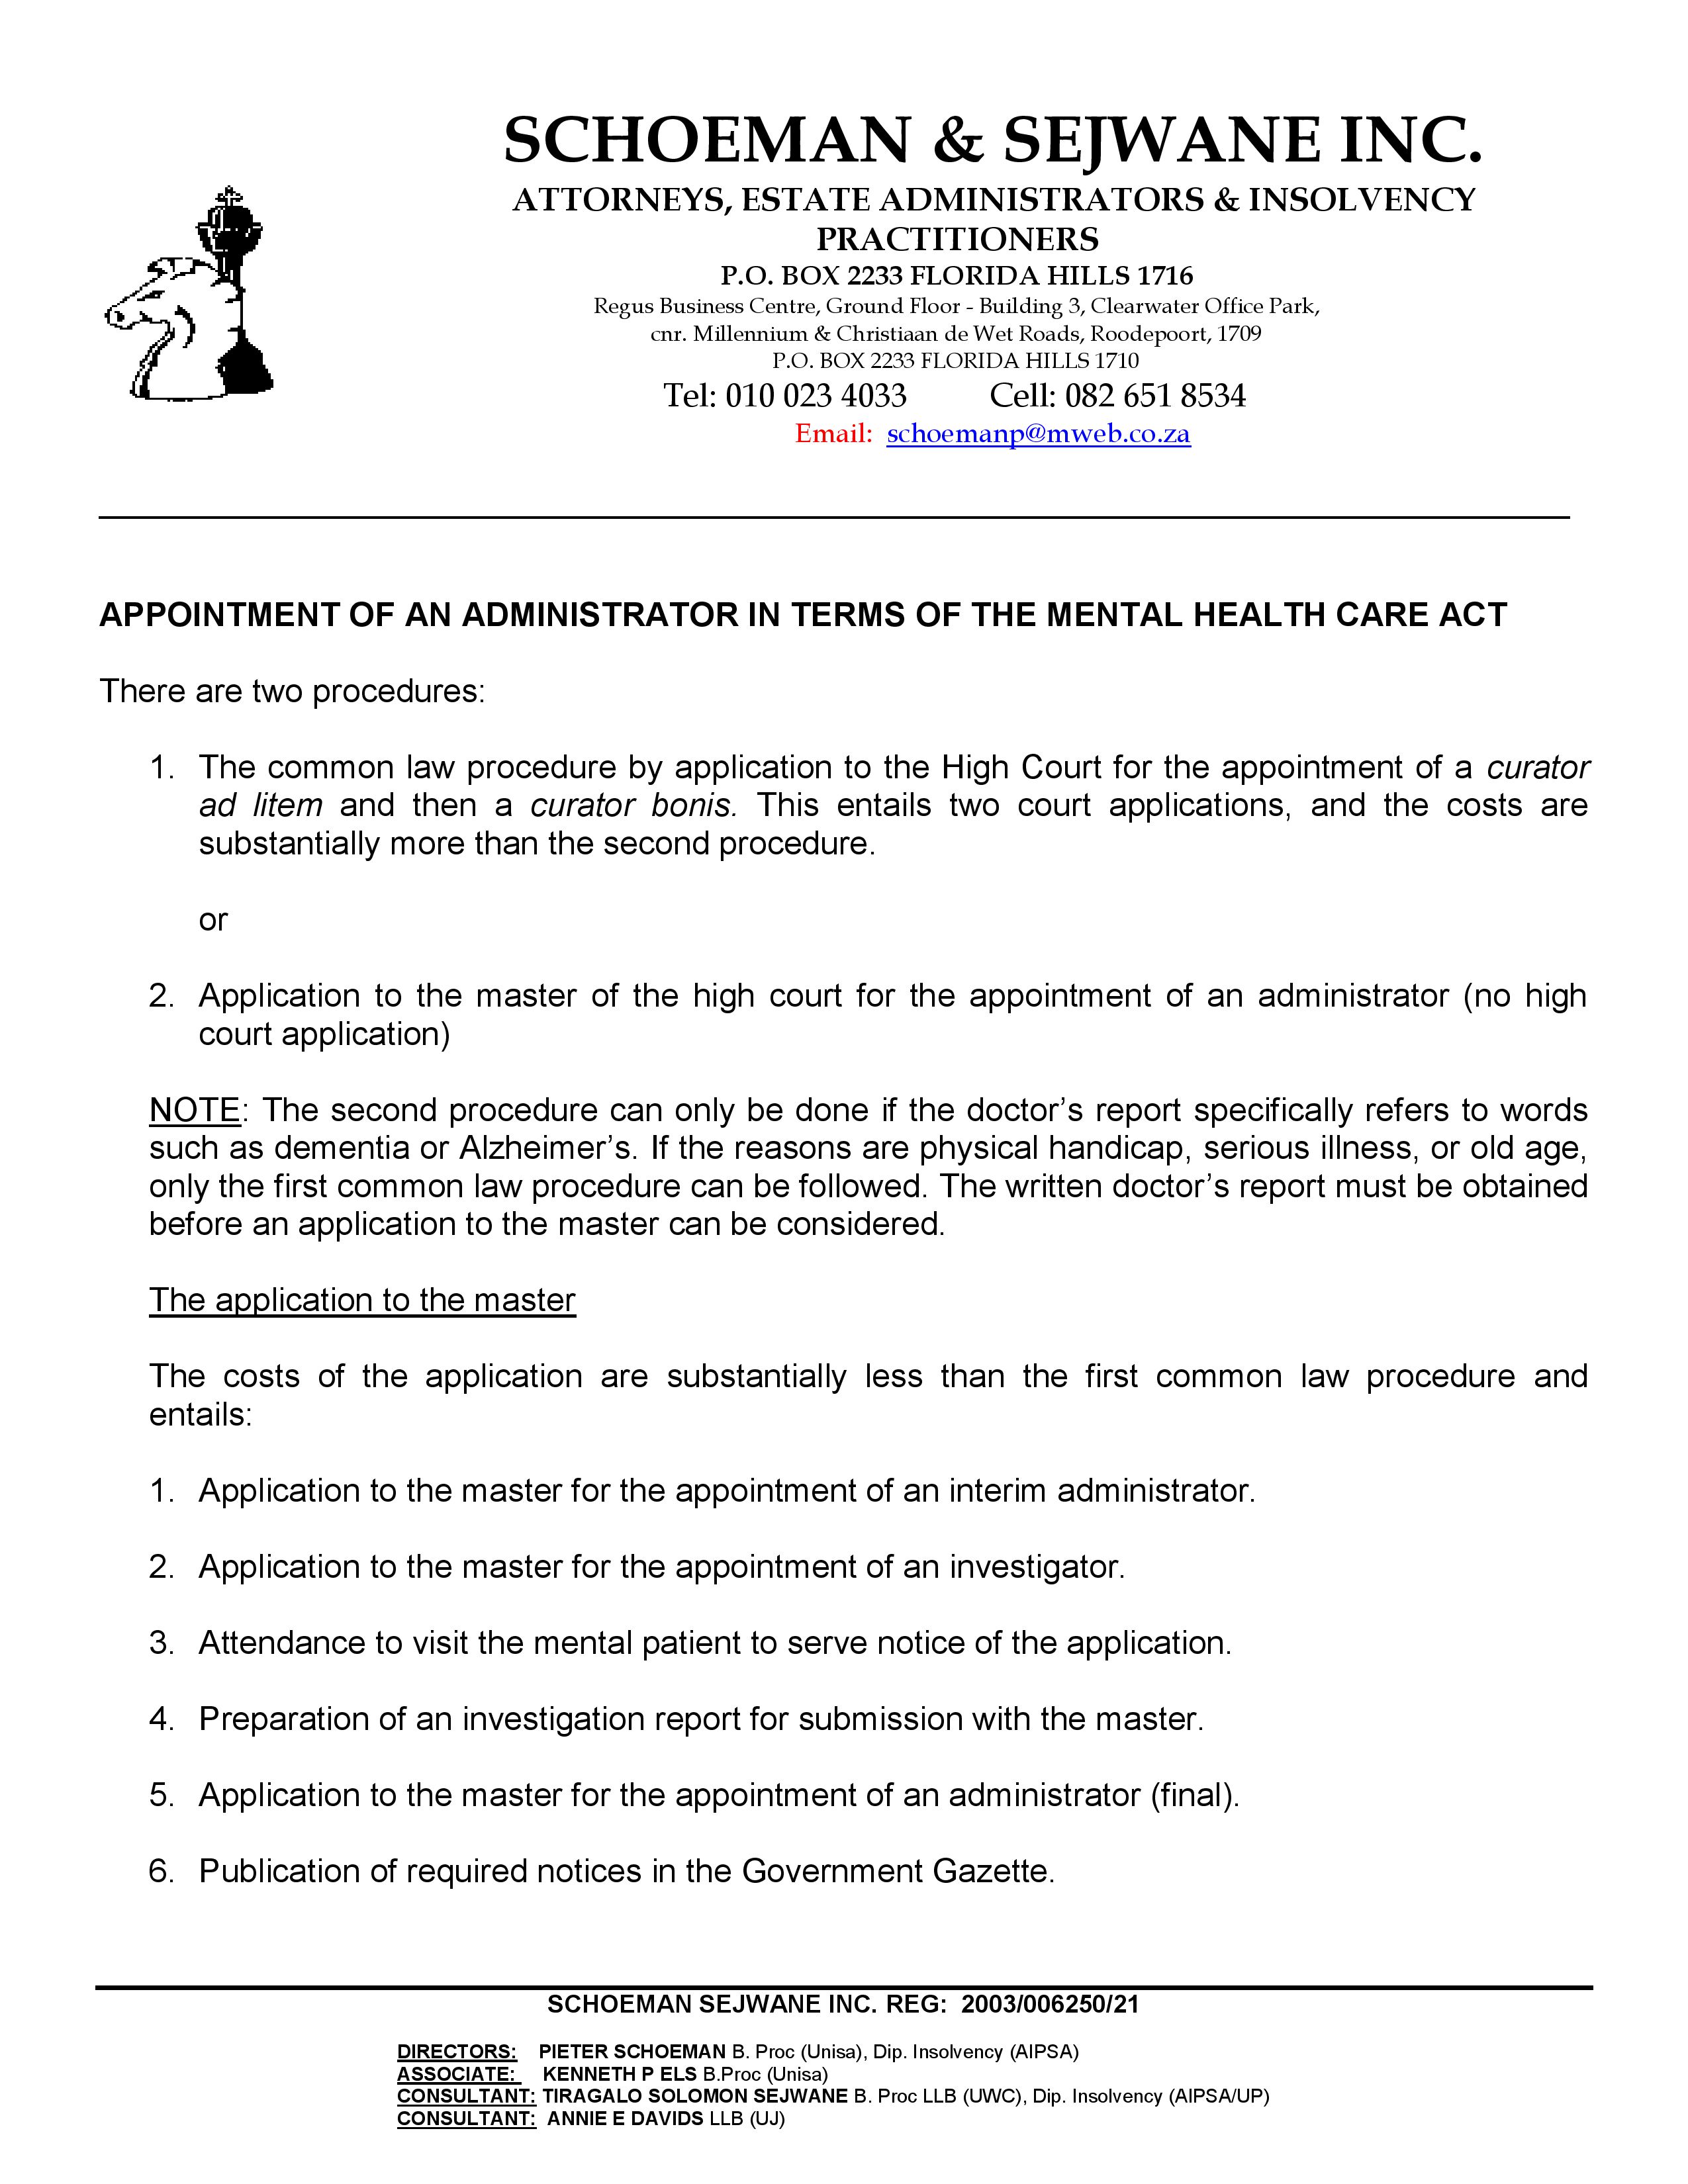 SCHOEMAN & SEJWANE INC.
ATTORNEYS, ESTATE ADMINISTRATORS & INSOLVENCY
PRACTITIONERS
P.O. BOX 2233 FLORIDA HILLS 1716
Regus Business Centre, Ground Floor - Building 3, Clearwater Office Park,
cnr. Millennium & Christiaan de Wet Roads, Roodepoort, 1709
P.O. BOX 2233 FLORIDA HILLS 1710
Tel: 010 023 4033 Cell: 082 651 8534
Email: schoemanp@mweb.co.za
APPOINTMENT OF AN ADMINISTRATOR IN TERMS OF THE MENTAL HEALTH CARE ACT
There are two procedures:
1. The common law procedure by application to the High Court for the appointment of a curator
ad litem and then a curator bonis. This entails two court applications, and the costs are
substantially more than the second procedure.
or
2. Application to the master of the high court for the appointment of an administrator (no high
court application)
NOTE: The second procedure can only be done if the doctor’s report specifically refers to words
such as dementia or Alzheimer’s. If the reasons are physical handicap, serious illness, or old age,
only the first common law procedure can be followed. The written doctor’s report must be obtained
before an application to the master can be considered.
The application to the master
The costs of the application are substantially less than the first common law procedure and
entails:
1. Application to the master for the appointment of an interim administrator.
2. Application to the master for the appointment of an investigator.
3. Attendance to visit the mental patient to serve notice of the application.
4. Preparation of an investigation report for submission with the master.
5. Application to the master for the appointment of an administrator (final).
6. Publication of required notices in the Government Gazette.
SCHOEMAN SEJWANE INC. REG: 2003/006250/21
DIRECTORS: PIETER SCHOEMAN B. Proc (Unisa), Dip. Insolvency (AIPSA)
ASSOCIATE: KENNETH P ELS B.Proc (Unisa)
CONSULTANT: TIRAGALO SOLOMON SEJWANE B. Proc LLB (UWC), Dip. Insolvency (AIPSA/UP)
CONSULTANT: ANNIE E DAVIDS LLB (UJ)